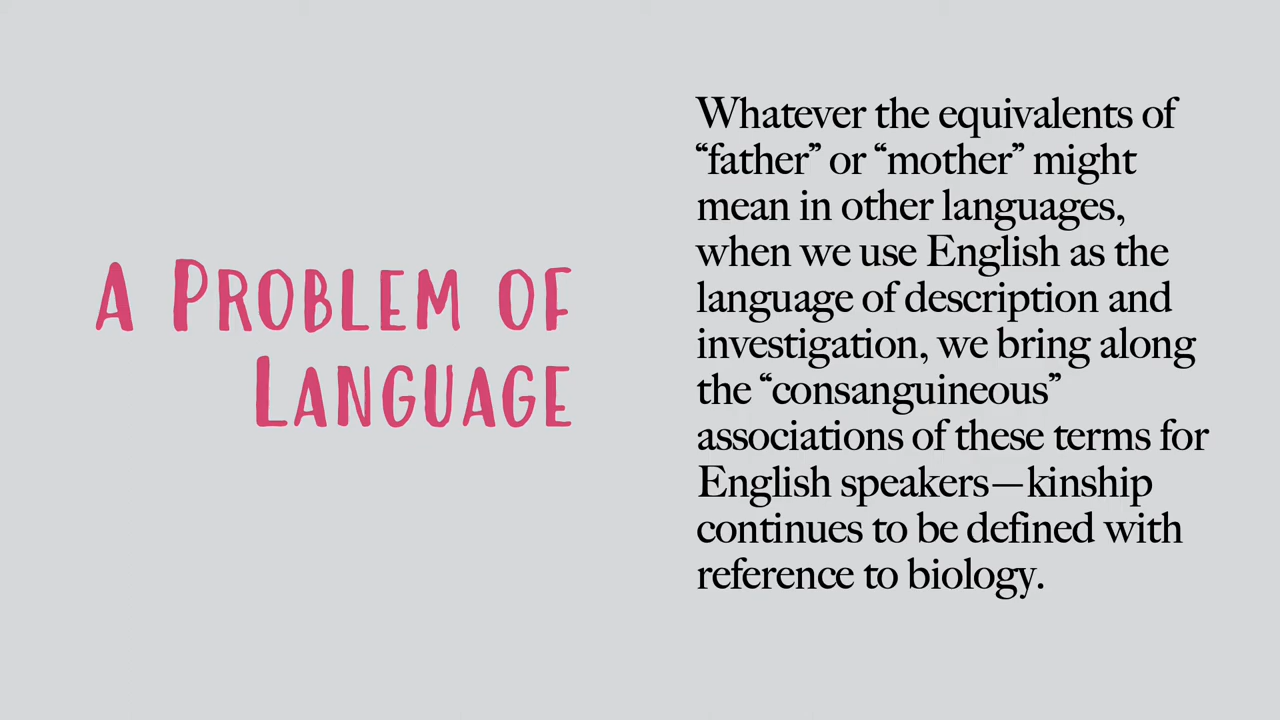 A PROBLEM OF
LANGUAGE
Whatever the equivalents of
“father” or “mother” might
mean in other languages,
when we use English as the
language of description and
investigation, we bring along
the “consanguineous”
associations of these terms for
English speakers—kinship
continues to be defined with
reference to biology.